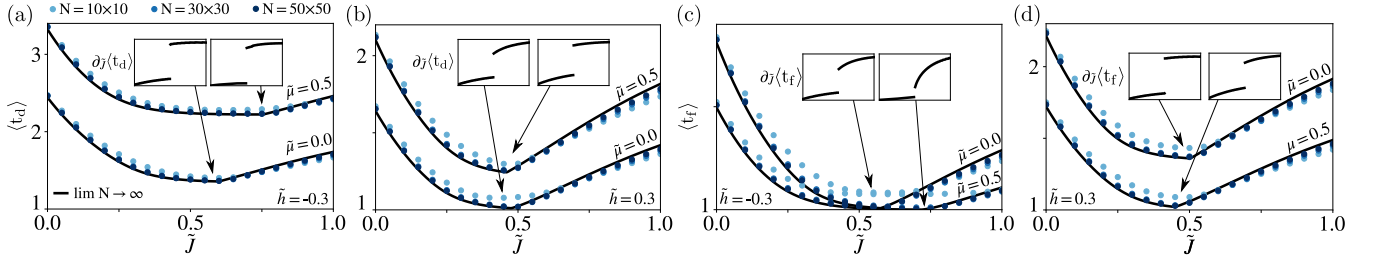 (a) N = 10×10 N = 30×30 N = 50×50
⟨t_d⟩
3
2
1
∂_J̃⟨t_d⟩
μ̃=0.5
μ̃=0.0
lim N→∞
h̃=-0.3
0.0 0.5 1.0
J̃
(b)
2
1
∂_J̃⟨t_d⟩
μ̃=0.5
μ̃=0.0
h̃=0.3
0.0 0.5 1.0
J̃
(c)
⟨t_f⟩
1
∂_J̃⟨t_f⟩
μ̃=0.0
μ̃=0.5
h̃=-0.3
0.0 0.5 1.0
J̃
(d)
2
1
∂_J̃⟨t_f⟩
μ̃=0.0
μ̃=0.5
h̃=0.3
0.0 0.5 1.0
J̃